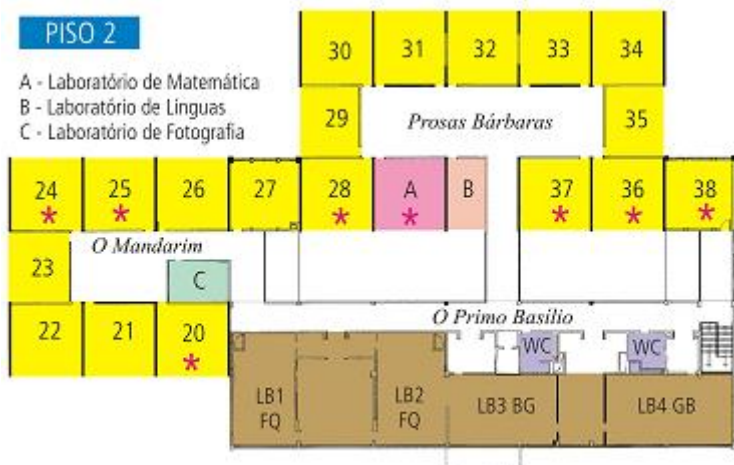 PISO 2
A - Laboratório de Matemática
B - Laboratório de Línguas
C - Laboratório de Fotografia
30 31 32 33 34
29 Prosas Bárbaras 35
24 25 26 27 28 A B 37 36 38
* * * * * * *
O Mandarim
23 C
O Primo Basílio
22 21 20
*
WC WC
LB1 FQ
LB2 FQ
LB3 BG
LB4 GB